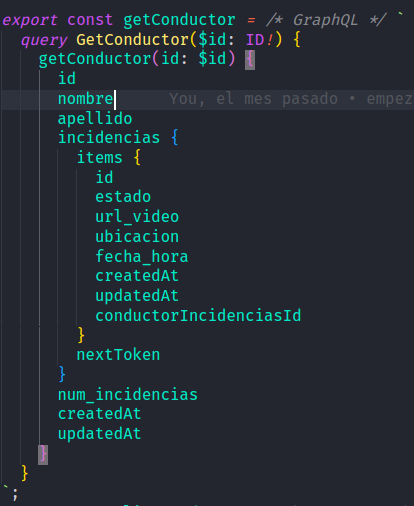 export const getConductor = /* GraphQL */ `
  query GetConductor($id: ID!) {
    getConductor(id: $id) {
      id
      nombre You, el mes pasado • empez
      apellido
      incidencias {
        items {
          id
          estado
          url_video
          ubicacion
          fecha_hora
          createdAt
          updatedAt
          conductorIncidenciasId
        }
        nextToken
      }
      num_incidencias
      createdAt
      updatedAt
    }
  }
`;